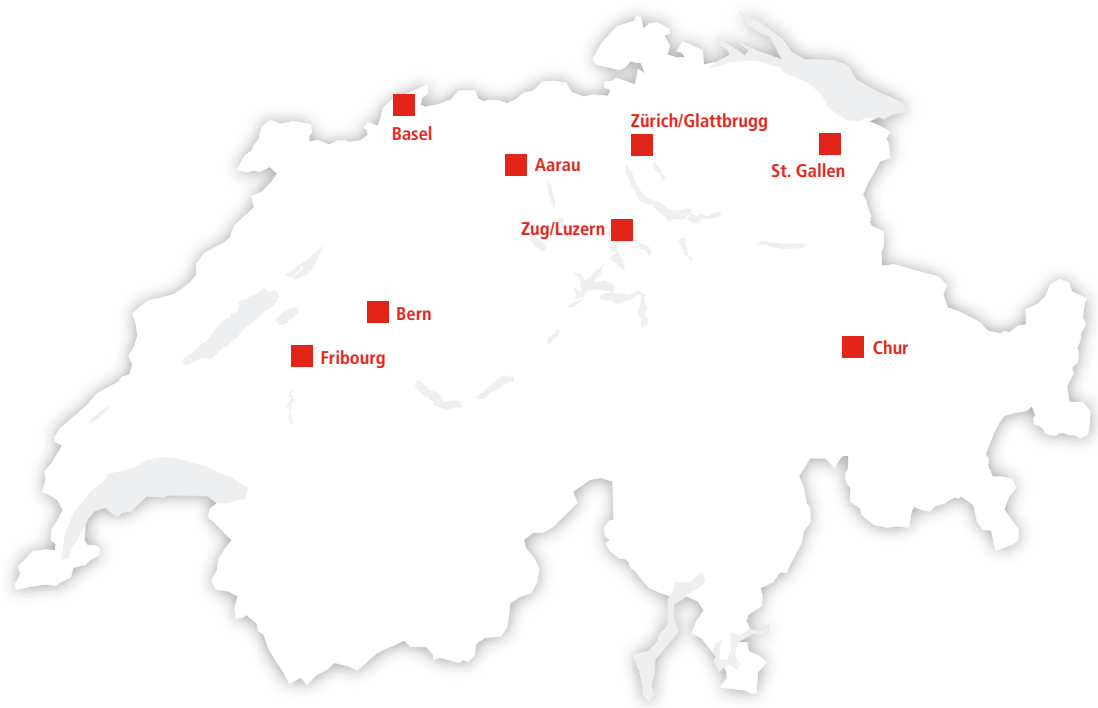 Zürich/Glattbrugg
Basel
Aarau
St. Gallen
Zug/Luzern
Bern
Fribourg
Chur